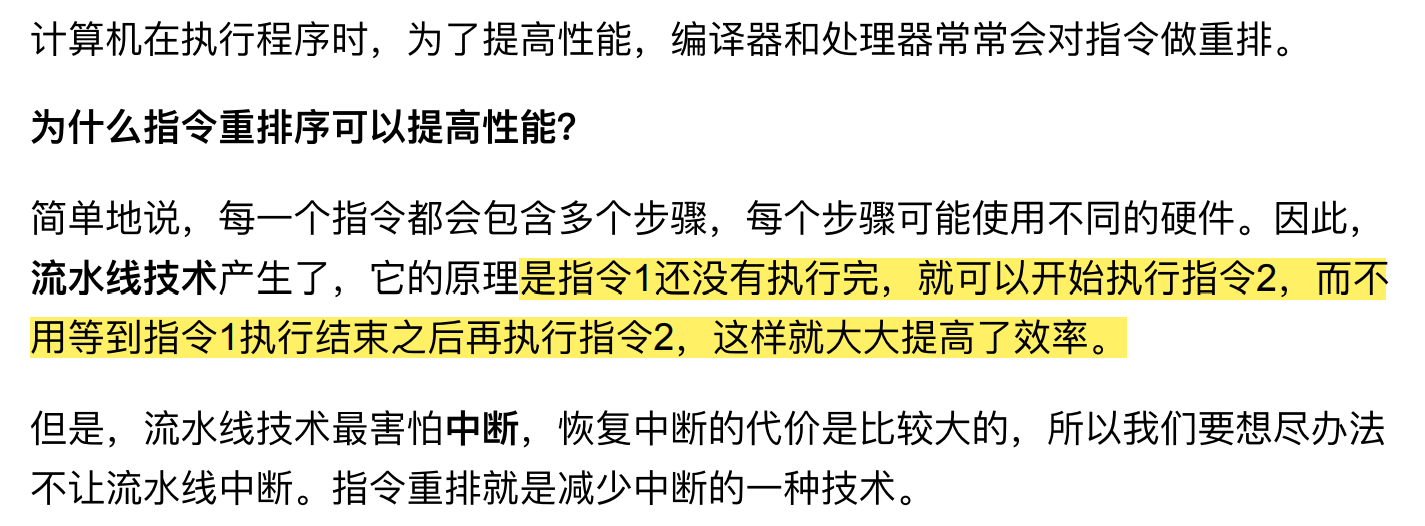 计算机在执行程序时，为了提高性能，编译器和处理器常常会对指令做重排。
为什么指令重排序可以提高性能？
简单地说，每一个指令都会包含多个步骤，每个步骤可能使用不同的硬件。因此，
流水线技术产生了，它的原理是指令1还没有执行完，就可以开始执行指令2，而不
用等到指令1执行结束之后再执行指令2，这样就大大提高了效率。
但是，流水线技术最害怕中断，恢复中断的代价是比较大的，所以我们要想尽办法
不让流水线中断。指令重排就是减少中断的一种技术。